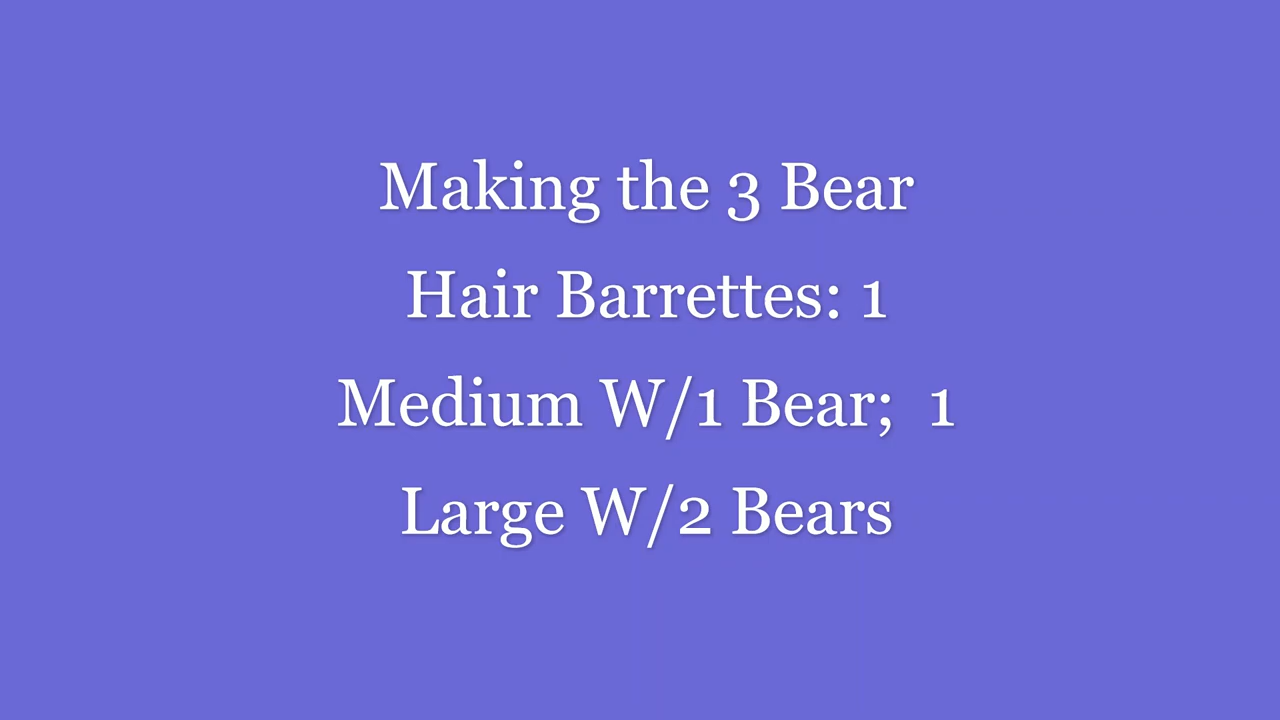 Making the 3 Bear
Hair Barrettes: 1
Medium W/1 Bear;  1
Large W/2 Bears